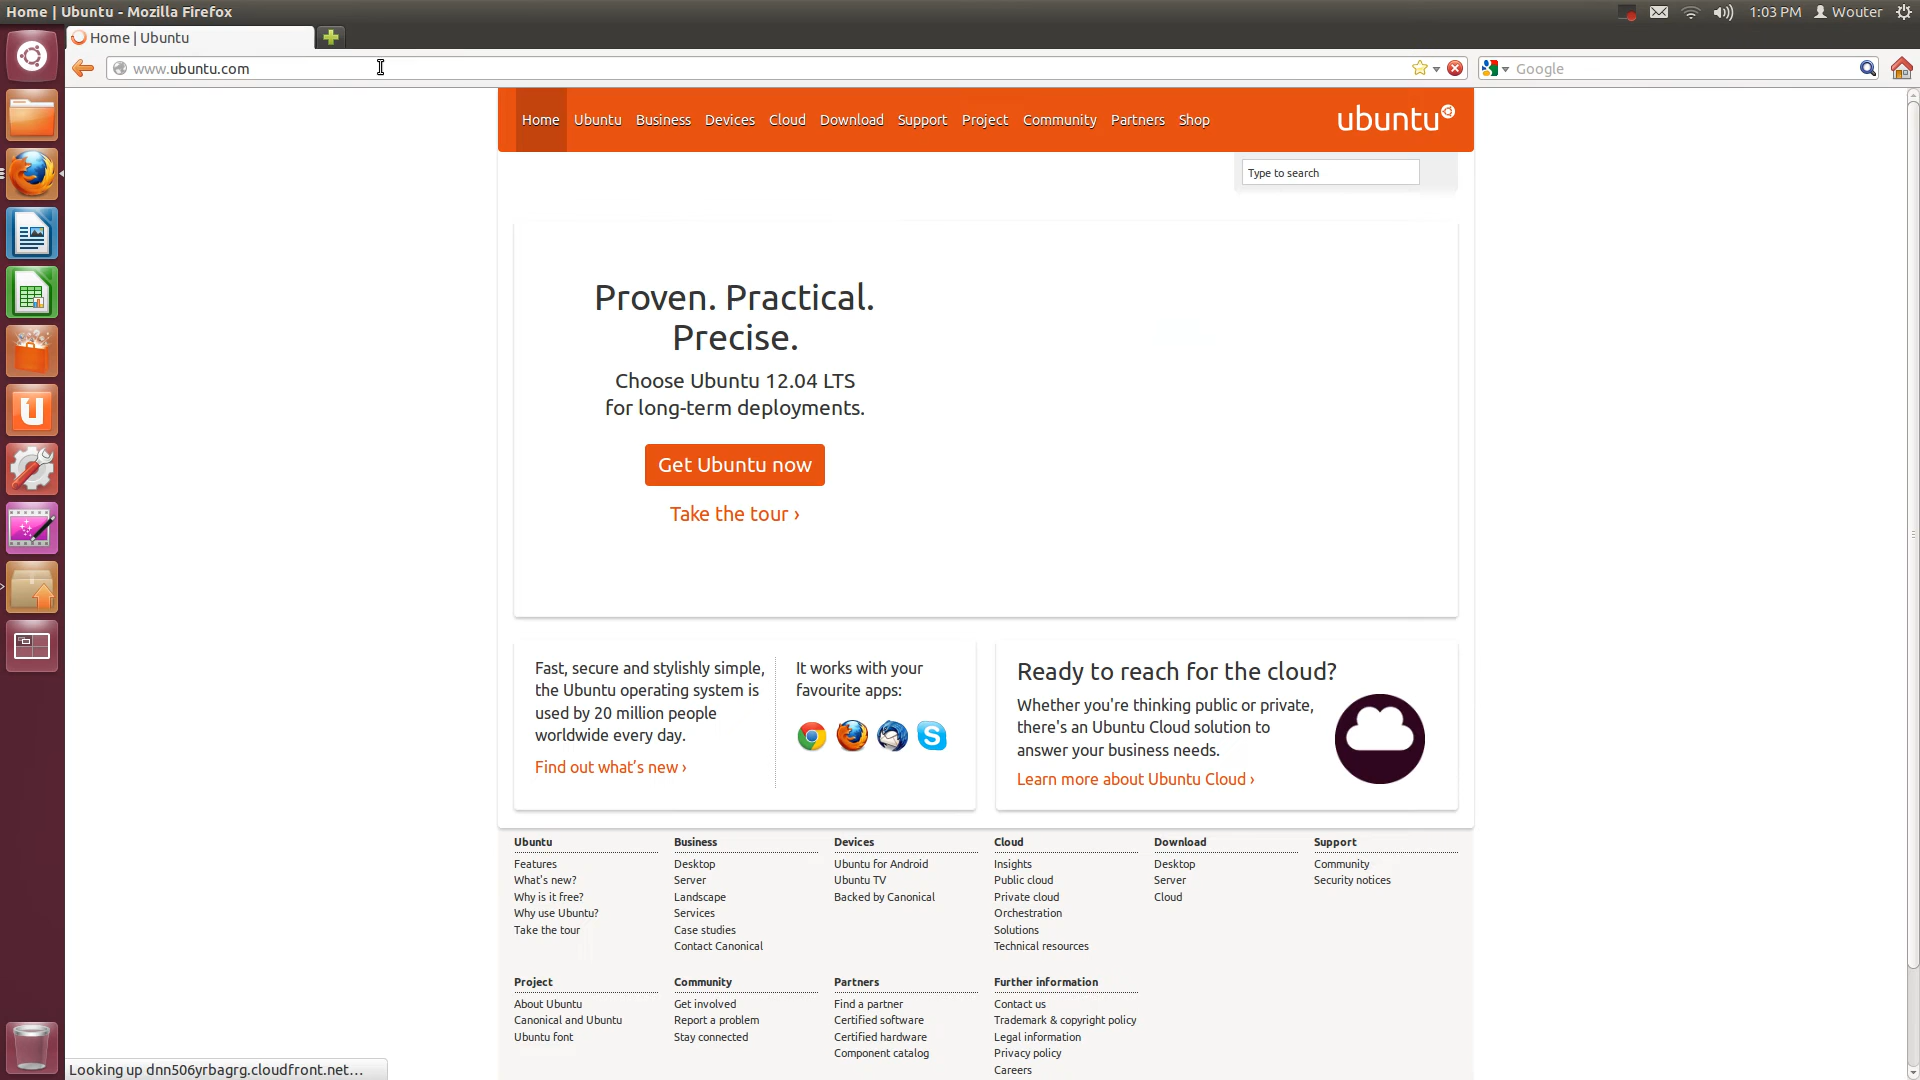 Home | Ubuntu - Mozilla Firefox
1:03 PM
Wouter
Home | Ubuntu
www.ubuntu.com
Google
Home
Ubuntu
Business
Devices
Cloud
Download
Support
Project
Community
Partners
Shop
ubuntu
Type to search
Proven. Practical.
Precise.
Choose Ubuntu 12.04 LTS
for long-term deployments.
Get Ubuntu now
Take the tour ›
Fast, secure and stylishly simple,
the Ubuntu operating system is
used by 20 million people
worldwide every day.
Find out what’s new ›
It works with your
favourite apps:
Ready to reach for the cloud?
Whether you're thinking public or private,
there's an Ubuntu Cloud solution to
answer your business needs.
Learn more about Ubuntu Cloud ›
Ubuntu
Features
What's new?
Why is it free?
Why use Ubuntu?
Take the tour
Business
Desktop
Server
Landscape
Services
Case studies
Contact Canonical
Devices
Ubuntu for Android
Ubuntu TV
Backed by Canonical
Cloud
Insights
Public cloud
Private cloud
Orchestration
Solutions
Technical resources
Download
Desktop
Server
Cloud
Support
Community
Security notices
Project
About Ubuntu
Canonical and Ubuntu
Ubuntu font
Community
Get involved
Report a problem
Stay connected
Partners
Find a partner
Certified software
Certified hardware
Component catalog
Further information
Contact us
Trademark & copyright policy
Legal information
Privacy policy
Careers
Looking up dnn506yrbagrg.cloudfront.net…